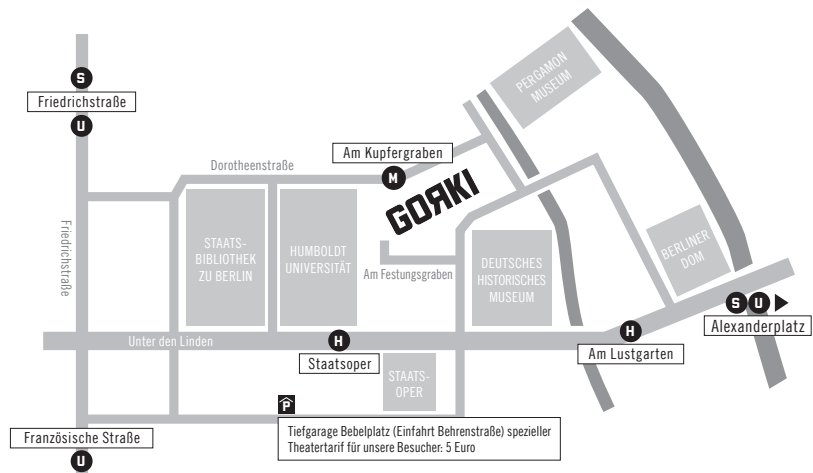 PERGAMON
MUSEUM
S
Friedrichstraße
U
Am Kupfergraben
M
Dorotheenstraße
GORKI
Friedrichstraße
STAATS-
BIBLIOTHEK
ZU BERLIN
HUMBOLDT
UNIVERSITÄT
Am Festungsgraben
DEUTSCHES
HISTORISCHES
MUSEUM
BERLINER
DOM
S U
Alexanderplatz
Unter den Linden
H
Staatsoper
H
Am Lustgarten
STAATS-
OPER
P
Tiefgarage Bebelplatz (Einfahrt Behrenstraße) spezieller
Theatertarif für unsere Besucher: 5 Euro
Französische Straße
U